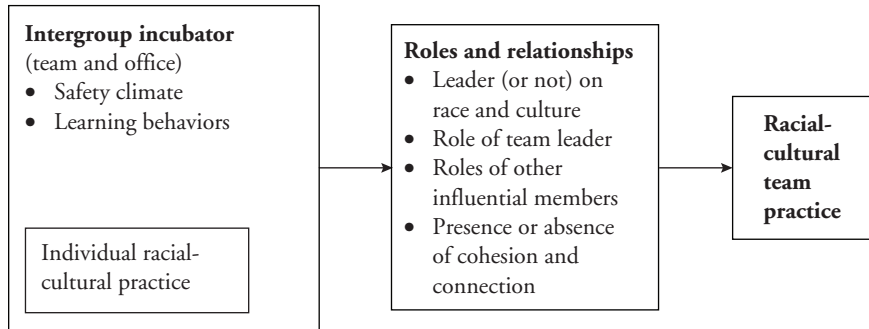 Intergroup incubator
(team and office)
• Safety climate
• Learning behaviors
Individual racial-
cultural practice
Roles and relationships
• Leader (or not) on
race and culture
• Role of team leader
• Roles of other
influential members
• Presence or absence
of cohesion and
connection
Racial-
cultural
team
practice